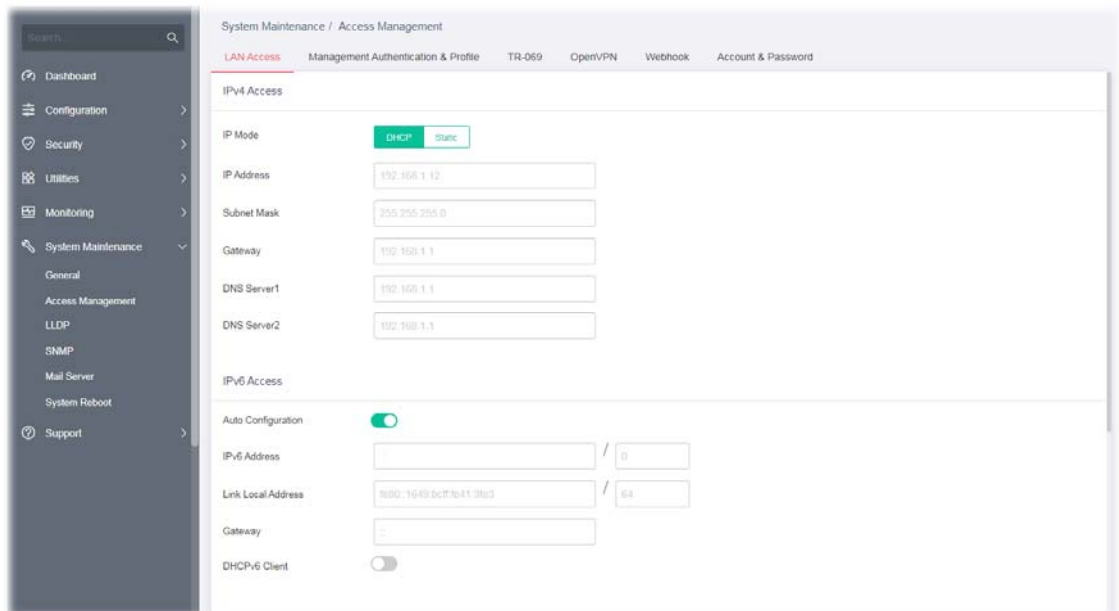 Search...
Dashboard
Configuration
Security
Utilities
Monitoring
System Maintenance
General
Access Management
LLDP
SNMP
Mail Server
System Reboot
Support
System Maintenance / Access Management
LAN Access Management Authentication & Profile TR-069 OpenVPN Webhook Account & Password
IPv4 Access
IP Mode DHCP Static
IP Address 192.168.1.12
Subnet Mask 255.255.255.0
Gateway 192.168.1.1
DNS Server1 192.168.1.1
DNS Server2 192.168.1.1
IPv6 Access
Auto Configuration
IPv6 Address / 0
Link Local Address / 64
Gateway ::
DHCPv6 Client